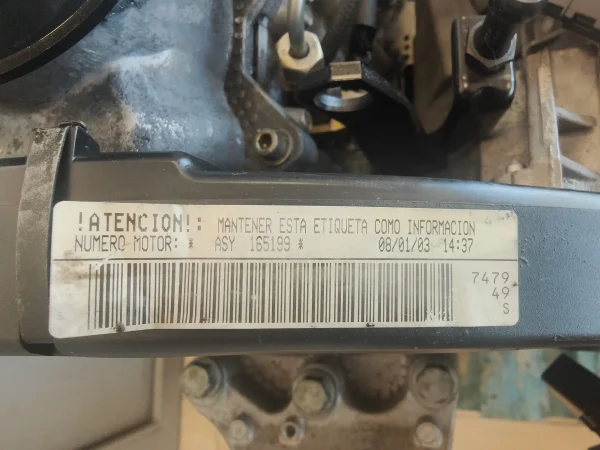 !ATENCION!: MANTENER ESTA ETIQUETA COMO INFORMACION
NUMERO MOTOR: * ASY 165199 * 08/01/03 14:37
7479
49
S